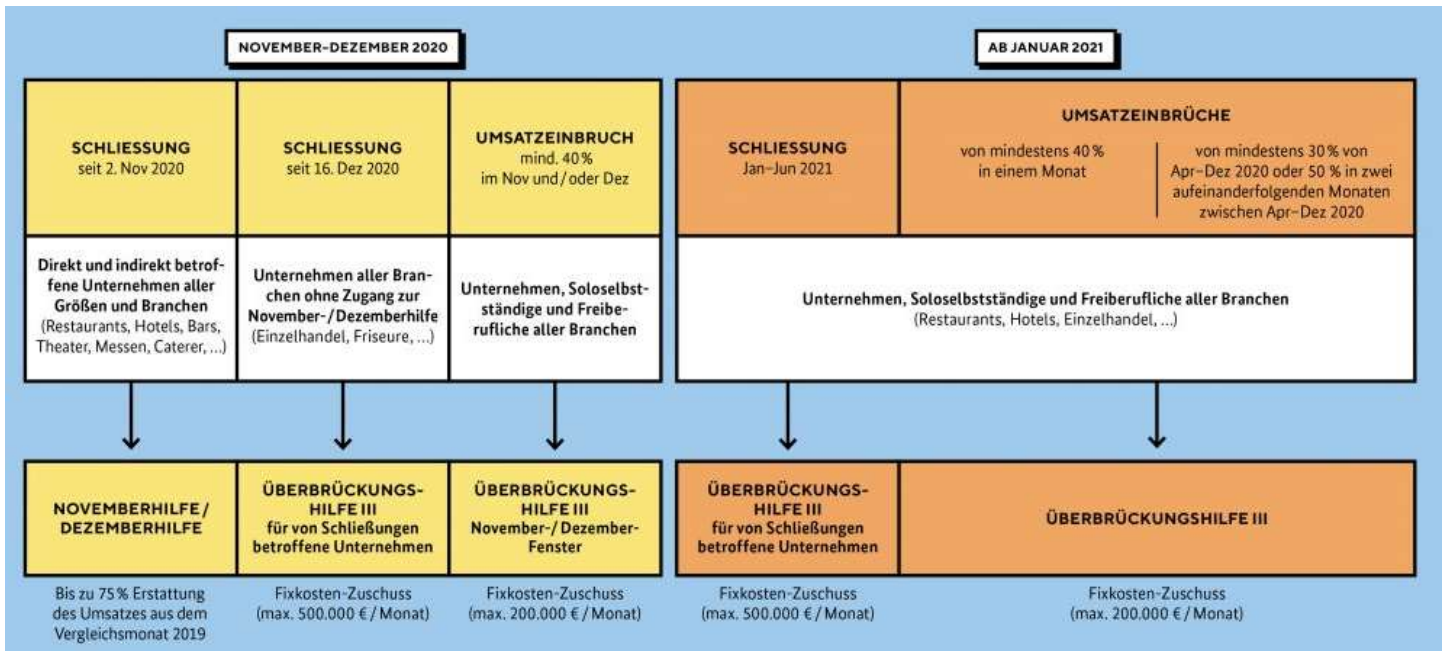 NOVEMBER–DEZEMBER 2020
SCHLIESSUNG
seit 2. Nov 2020
SCHLIESSUNG
seit 16. Dez 2020
UMSATZEINBRUCH
mind. 40 %
im Nov und / oder Dez
Direkt und indirekt betrof-
fene Unternehmen aller
Größen und Branchen
(Restaurants, Hotels, Bars,
Theater, Messen, Caterer, ...)
Unternehmen aller Bran-
chen ohne Zugang zur
November-/ Dezemberhilfe
(Einzelhandel, Friseure, ...)
Unternehmen, Soloselbst-
ständige und Freibe-
rufliche aller Branchen
NOVEMBERHILFE /
DEZEMBERHILFE
ÜBERBRÜCKUNGS-
HILFE III
für von Schließungen
betroffene Unternehmen
ÜBERBRÜCKUNGS-
HILFE III
November-/ Dezember-
Fenster
Bis zu 75 % Erstattung
des Umsatzes aus dem
Vergleichsmonat 2019
Fixkosten-Zuschuss
(max. 500.000 € / Monat)
Fixkosten-Zuschuss
(max. 200.000 € / Monat)
AB JANUAR 2021
SCHLIESSUNG
Jan–Jun 2021
UMSATZEINBRÜCHE
von mindestens 40 %
in einem Monat
von mindestens 30 % von
Apr–Dez 2020 oder 50 % in zwei
aufeinanderfolgenden Monaten
zwischen Apr–Dez 2020
Unternehmen, Soloselbstständige und Freiberufliche aller Branchen
(Restaurants, Hotels, Einzelhandel, ...)
ÜBERBRÜCKUNGS-
HILFE III
für von Schließungen
betroffene Unternehmen
ÜBERBRÜCKUNGSHILFE III
Fixkosten-Zuschuss
(max. 500.000 € / Monat)
Fixkosten-Zuschuss
(max. 200.000 € / Monat)